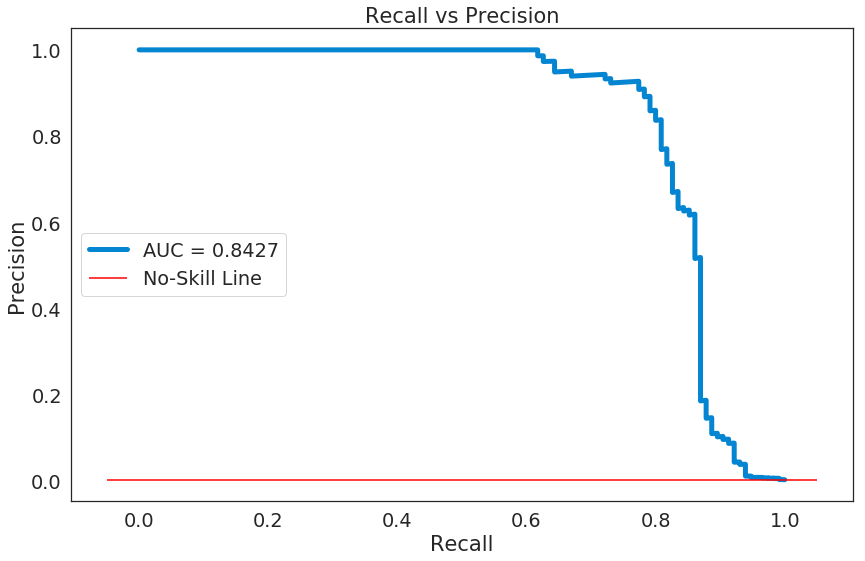 Recall vs Precision
1.0
0.8
0.6
0.4
0.2
0.0
Precision
AUC = 0.8427
No-Skill Line
0.0 0.2 0.4 0.6 0.8 1.0
Recall